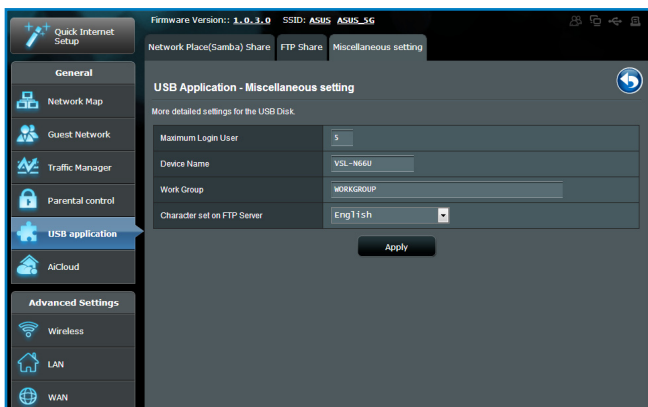 Firmware Version:: 1.0.3.0 SSID: ASUS ASUS_5G
Quick Internet
Setup
Network Place(Samba) Share FTP Share Miscellaneous setting
General
Network Map
Guest Network
Traffic Manager
Parental control
USB application
AiCloud
Advanced Settings
Wireless
LAN
WAN
USB Application - Miscellaneous setting
More detailed settings for the USB Disk.
Maximum Login User 5
Device Name VSL-N66U
Work Group WORKGROUP
Character set on FTP Server English
Apply